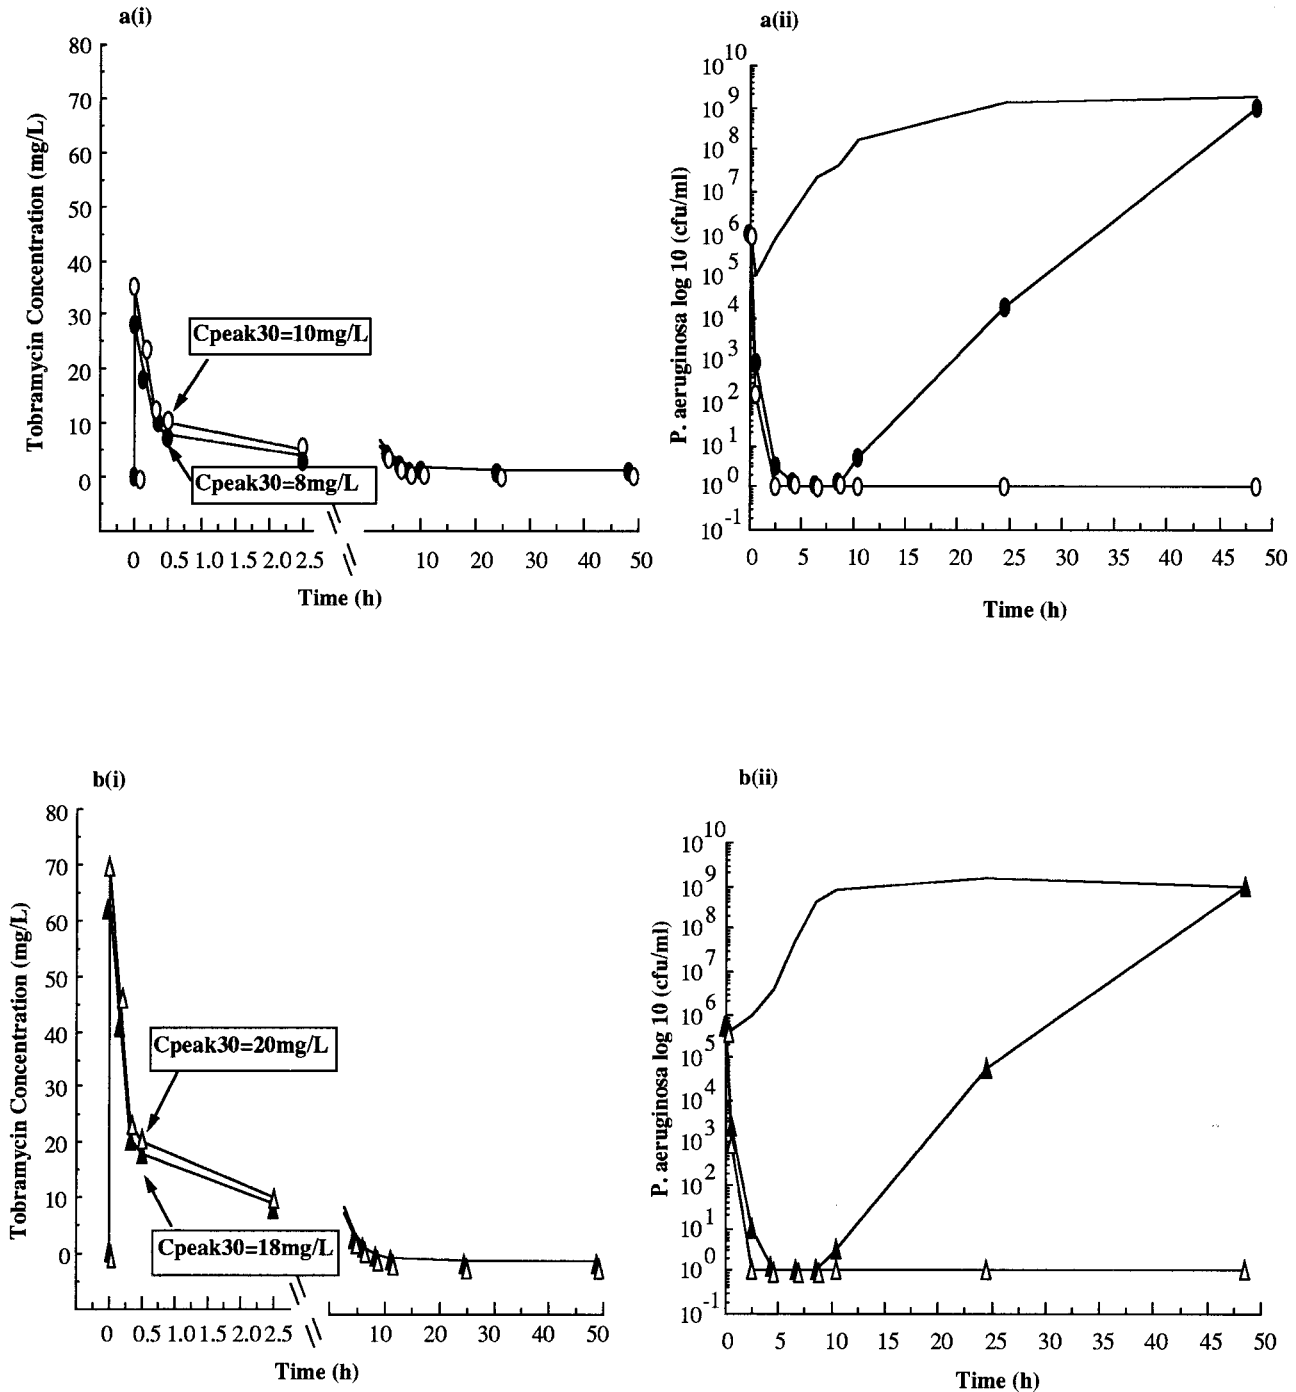 a(i)
80
70
60
50
40
30
20
10
0
Tobramycin Concentration (mg/L)
Cpeak30=10mg/L
Cpeak30=8mg/L
0 0.5 1.0 1.5 2.0 2.5 10 20 30 40 50
Time (h)
a(ii)
10^10
10^9
10^8
10^7
10^6
10^5
10^4
10^3
10^2
10^1
10^0
10^-1
P. aeruginosa log 10 (cfu/ml)
0 5 10 15 20 25 30 35 40 45 50
Time (h)
b(i)
80
70
60
50
40
30
20
10
0
Tobramycin Concentration (mg/L)
Cpeak30=20mg/L
Cpeak30=18mg/L
0 0.5 1.0 1.5 2.0 2.5 10 20 30 40 50
Time (h)
b(ii)
10^10
10^9
10^8
10^7
10^6
10^5
10^4
10^3
10^2
10^1
10^0
10^-1
P. aeruginosa log 10 (cfu/ml)
0 5 10 15 20 25 30 35 40 45 50
Time (h)